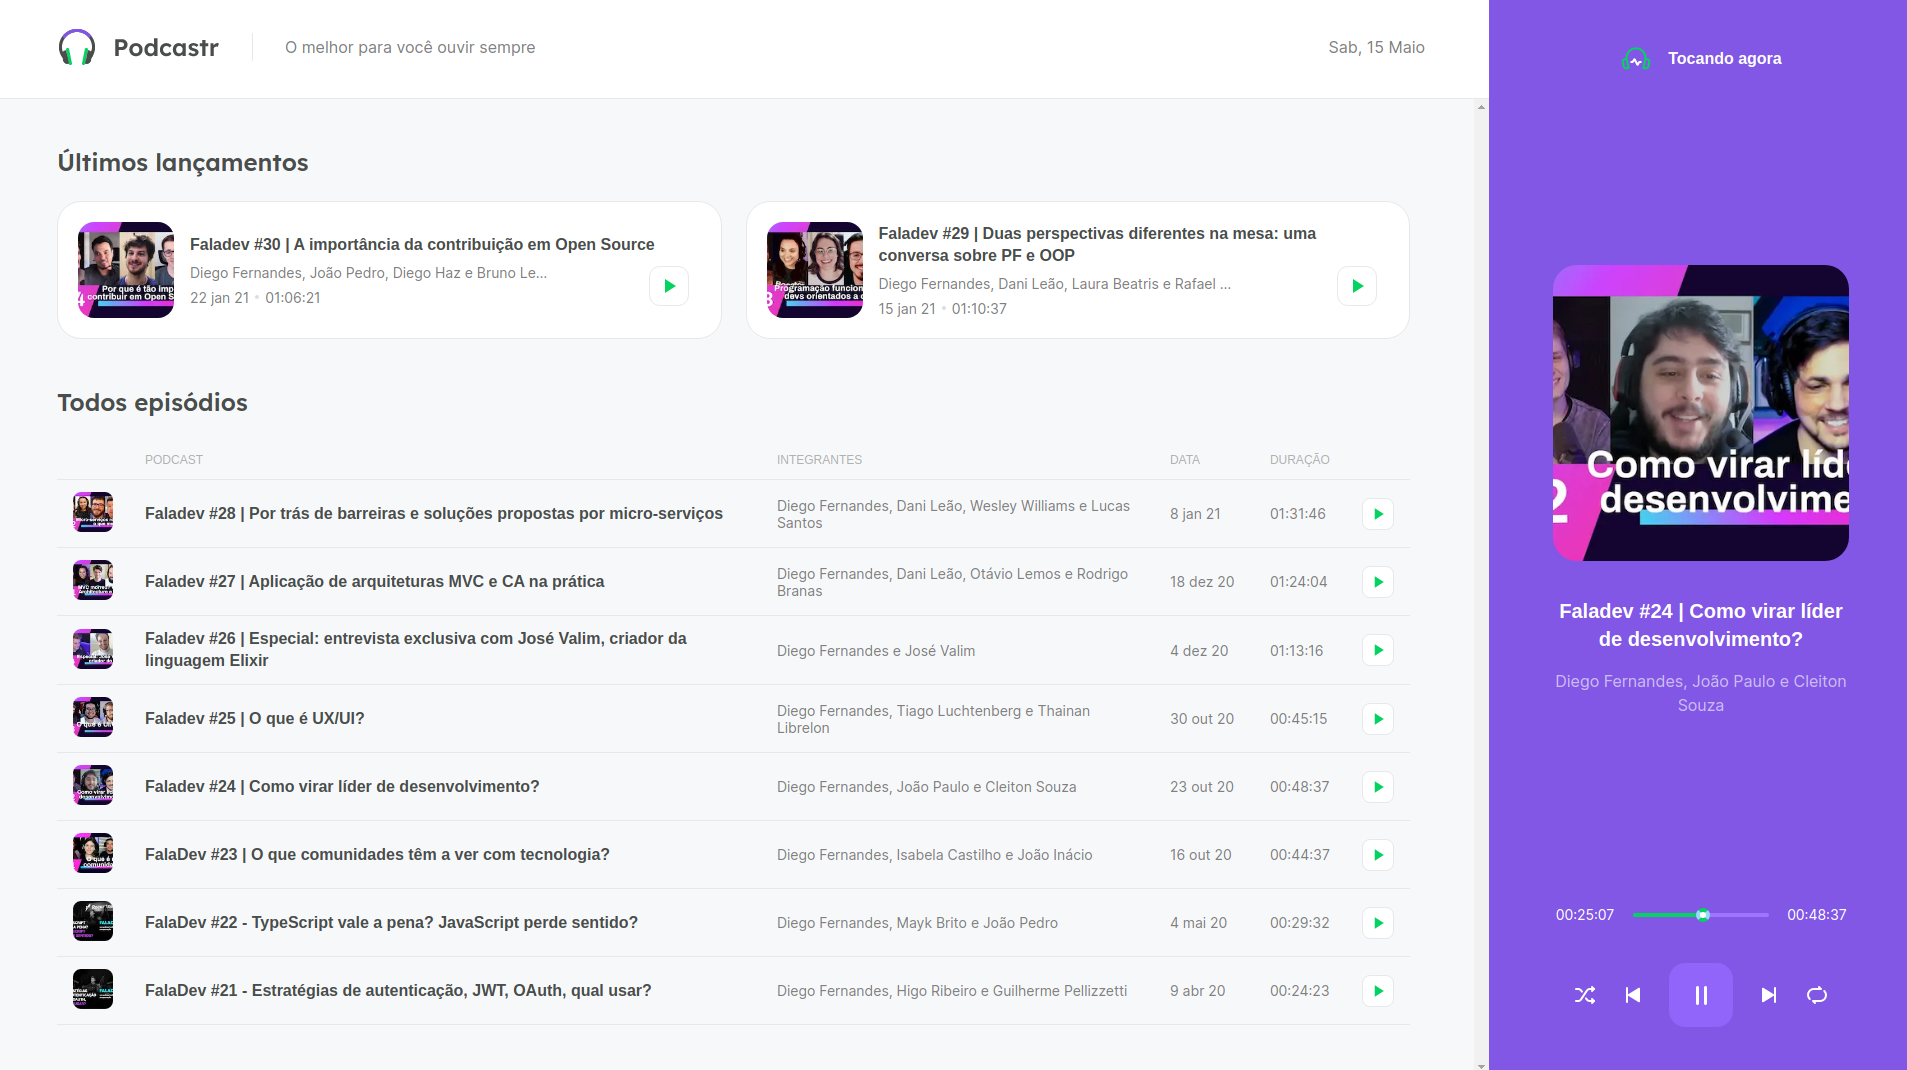 Podcastr
O melhor para você ouvir sempre
Sab, 15 Maio
Últimos lançamentos
Faladev #30 | A importância da contribuição em Open Source
Diego Fernandes, João Pedro, Diego Haz e Bruno Le...
22 jan 21 • 01:06:21
Por que é tão imp
contribuir em Open S
Faladev #29 | Duas perspectivas diferentes na mesa: uma
conversa sobre PF e OOP
Diego Fernandes, Dani Leão, Laura Beatris e Rafael ...
15 jan 21 • 01:10:37
Programação funcion
devs orientados a o
Todos episódios
PODCAST
INTEGRANTES
DATA
DURAÇÃO
Faladev #28 | Por trás de barreiras e soluções propostas por micro-serviços
Diego Fernandes, Dani Leão, Wesley Williams e Lucas
Santos
8 jan 21
01:31:46
Faladev #27 | Aplicação de arquiteturas MVC e CA na prática
Diego Fernandes, Dani Leão, Otávio Lemos e Rodrigo
Branas
18 dez 20
01:24:04
Faladev #26 | Especial: entrevista exclusiva com José Valim, criador da
linguagem Elixir
Diego Fernandes e José Valim
4 dez 20
01:13:16
Faladev #25 | O que é UX/UI?
Diego Fernandes, Tiago Luchtenberg e Thainan
Librelon
30 out 20
00:45:15
Faladev #24 | Como virar líder de desenvolvimento?
Diego Fernandes, João Paulo e Cleiton Souza
23 out 20
00:48:37
FalaDev #23 | O que comunidades têm a ver com tecnologia?
Diego Fernandes, Isabela Castilho e João Inácio
16 out 20
00:44:37
FalaDev #22 - TypeScript vale a pena? JavaScript perde sentido?
Diego Fernandes, Mayk Brito e João Pedro
4 mai 20
00:29:32
FalaDev #21 - Estratégias de autenticação, JWT, OAuth, qual usar?
Diego Fernandes, Higo Ribeiro e Guilherme Pellizzetti
9 abr 20
00:24:23
Tocando agora
Como virar líd
2 desenvolvime
Faladev #24 | Como virar líder
de desenvolvimento?
Diego Fernandes, João Paulo e Cleiton
Souza
00:25:07
00:48:37